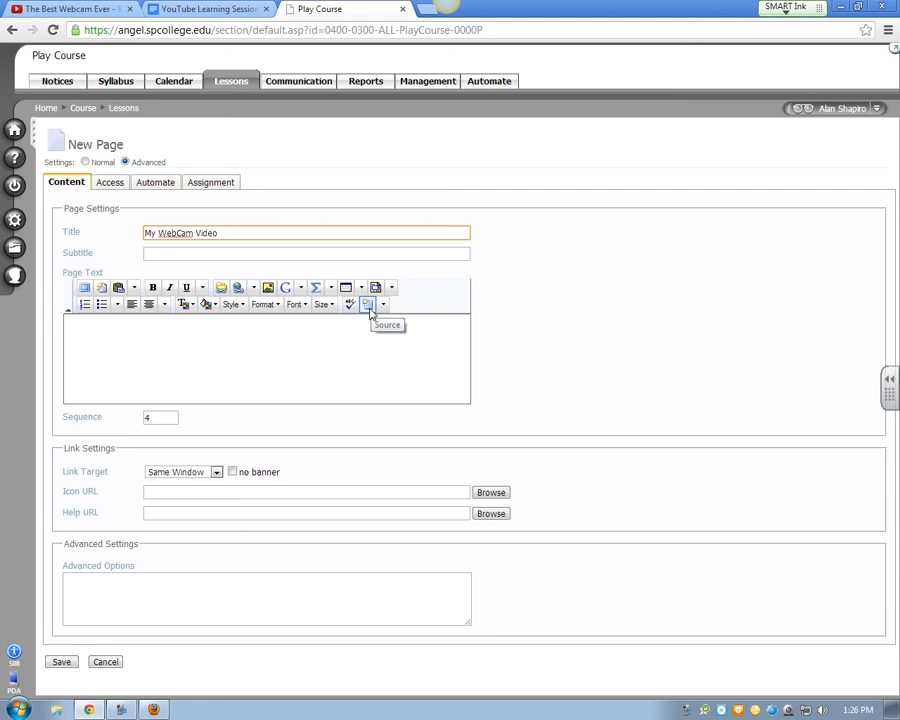 The Best Webcam Ever - Y
YouTube Learning Session
Play Course
SMART Ink
https://angel.spcollege.edu/section/default.asp?id=0400-0300-ALL-PlayCourse-0000P
Play Course
Notices
Syllabus
Calendar
Lessons
Communication
Reports
Management
Automate
Home
Course
Lessons
Alan Shapiro
New Page
Settings:
Normal
Advanced
Content
Access
Automate
Assignment
Page Settings
Title
My WebCam Video
Subtitle
Page Text
B
I
U
Style
Format
Font
Size
Source
Sequence
4
Link Settings
Link Target
Same Window
no banner
Icon URL
Browse
Help URL
Browse
Advanced Settings
Advanced Options
Save
Cancel
508
PDA
1:26 PM